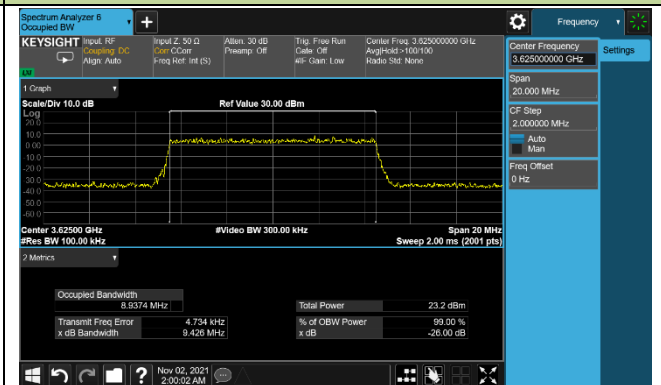 Spectrum Analyzer 6
Occupied BW
Frequency
KEYSIGHT
Input: RF
Coupling: DC
Align: Auto
Input Z: 50 Ω
Corr CCorr
Freq Ref: Int (S)
Atten: 30 dB
Preamp: Off
Trig: Free Run
Gate: Off
#IF Gain: Low
Center Freq: 3.625000000 GHz
Avg|Hold:>100/100
Radio Std: None
LXI
Center Frequency
3.625000000 GHz
Settings
Span
20.000 MHz
CF Step
2.000000 MHz
Auto
Man
Freq Offset
0 Hz
1 Graph
Scale/Div 10.0 dB
Ref Value 30.00 dBm
Log
20.0
10.0
0.00
-10.0
-20.0
-30.0
-40.0
-50.0
-60.0
Center 3.62500 GHz
#Video BW 300.00 kHz
Span 20 MHz
#Res BW 100.00 kHz
Sweep 2.00 ms (2001 pts)
2 Metrics
Occupied Bandwidth
8.9374 MHz
Total Power
23.2 dBm
Transmit Freq Error
4.734 kHz
% of OBW Power
99.00 %
x dB Bandwidth
9.426 MHz
x dB
-26.00 dB
?
Nov 02, 2021
2:00:02 AM